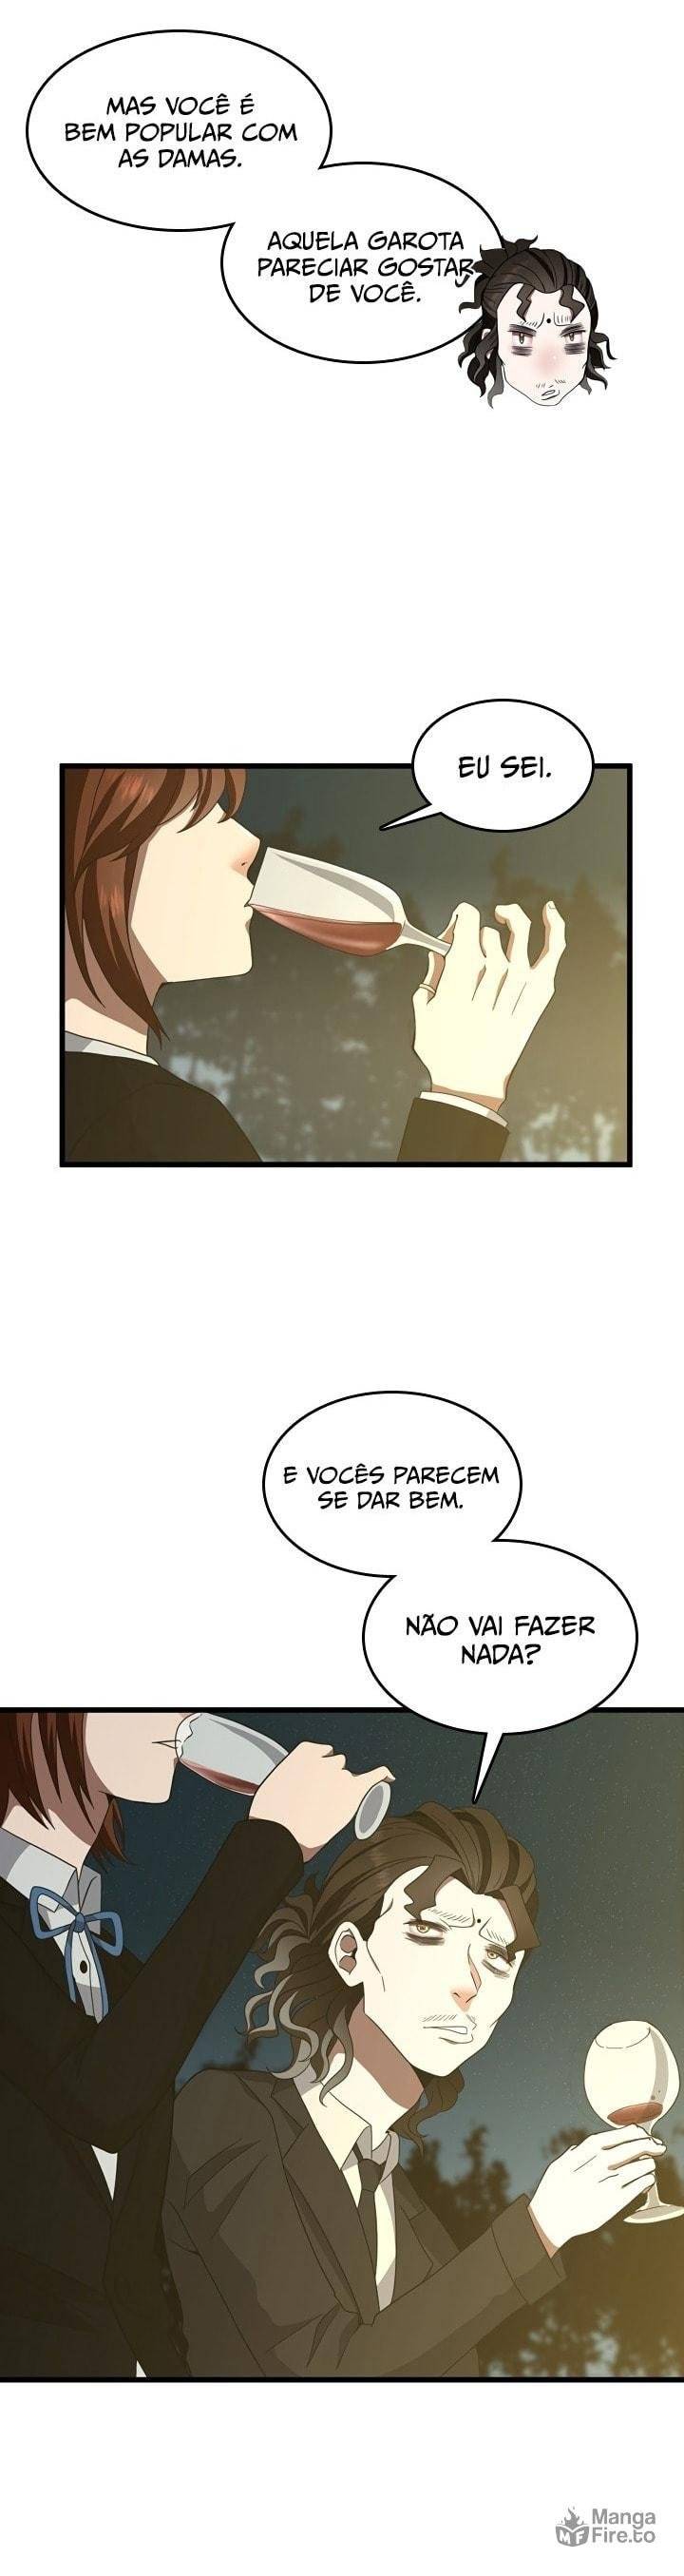 MAS VOCÊ É
BEM POPULAR COM
AS DAMAS.
AQUELA GAROTA
PARECIAR GOSTAR
DE VOCÊ.
EU SEI.
E VOCÊS PARECEM
SE DAR BEM.
NÃO VAI FAZER
NADA?
MF
Manga
Fire.to